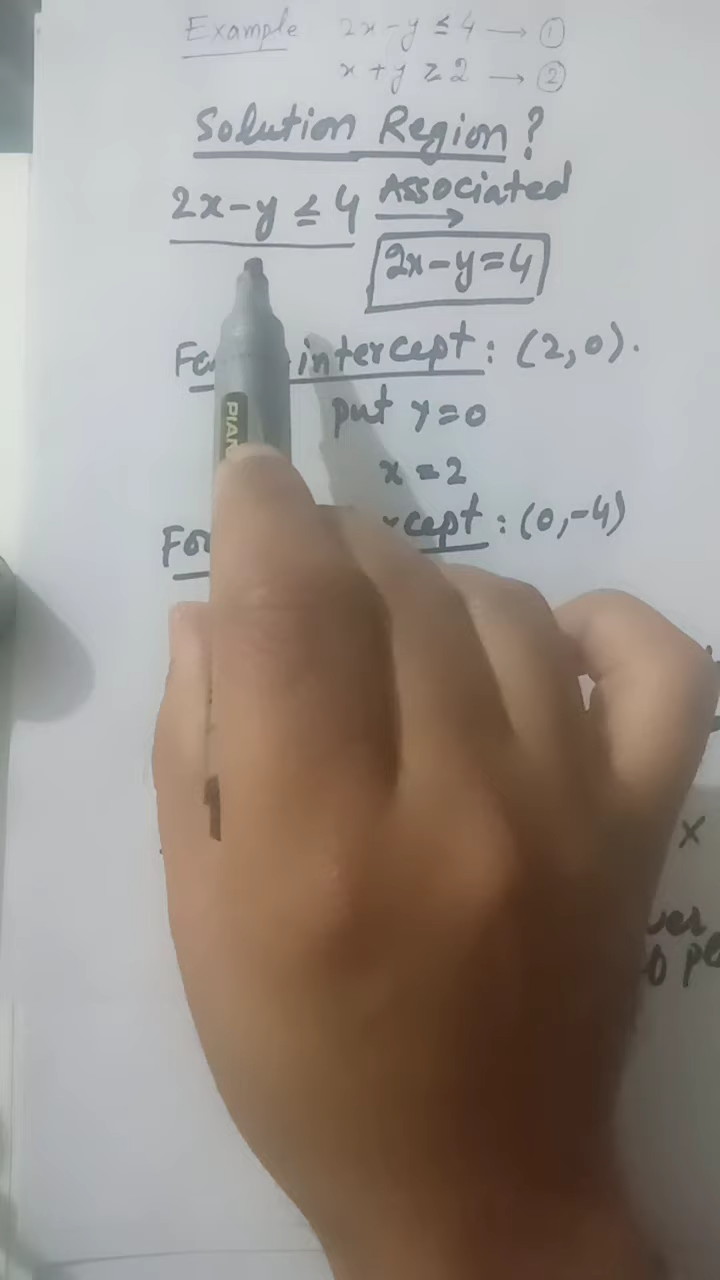 Example 2x-y ≤ 4 → ①
x + y ≥ 2 → ②
Solution Region?
2x-y ≤ 4 Associated →
2x-y=4
intercept: (2,0).
put y=0
x = 2
For : (0,-4)
x